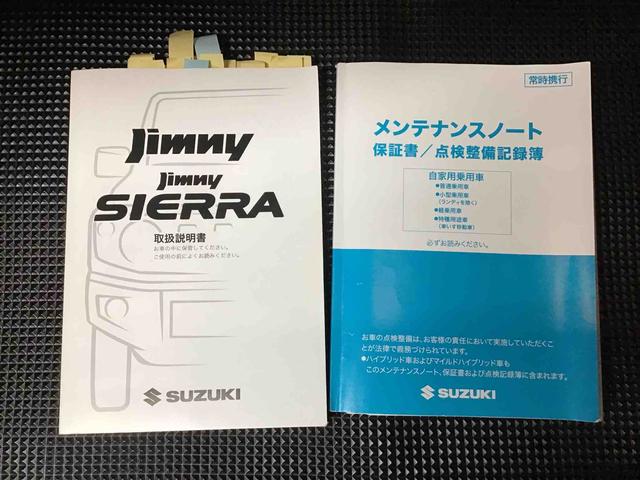 Jimny
Jimny
SIERRA
取扱説明書
お車の中に保管してください。
ご使用の前によくお読みください。
SUZUKI
常時携行
メンテナンスノート
保証書/点検整備記録簿
自家用乗用車
●普通乗用車
●小型乗用車
(ランディを除く)
●軽乗用車
●特種用途車
(車いす移動車)
必ずお読みください。
お車の点検整備は、お客様の責任において実施していただくこ
とが法律で義務づけられています。
●ハイブリッド車およびマイルドハイブリッド車も
このメンテナンスノート、保証書および点検記録簿に含まれます。
SUZUKI